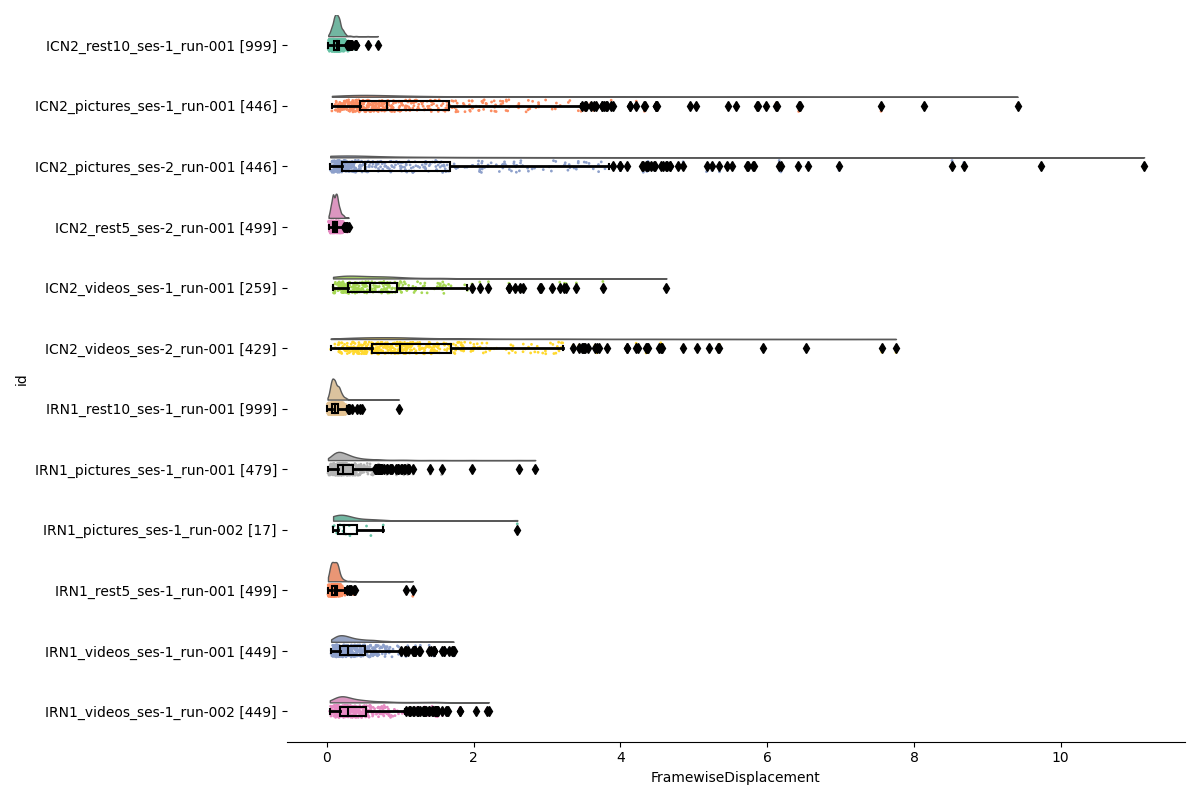 ICN2_rest10_ses-1_run-001 [999]
ICN2_pictures_ses-1_run-001 [446]
ICN2_pictures_ses-2_run-001 [446]
ICN2_rest5_ses-2_run-001 [499]
ICN2_videos_ses-1_run-001 [259]
ICN2_videos_ses-2_run-001 [429]
id
IRN1_rest10_ses-1_run-001 [999]
IRN1_pictures_ses-1_run-001 [479]
IRN1_pictures_ses-1_run-002 [17]
IRN1_rest5_ses-1_run-001 [499]
IRN1_videos_ses-1_run-001 [449]
IRN1_videos_ses-1_run-002 [449]
0 2 4 6 8 10
FramewiseDisplacement